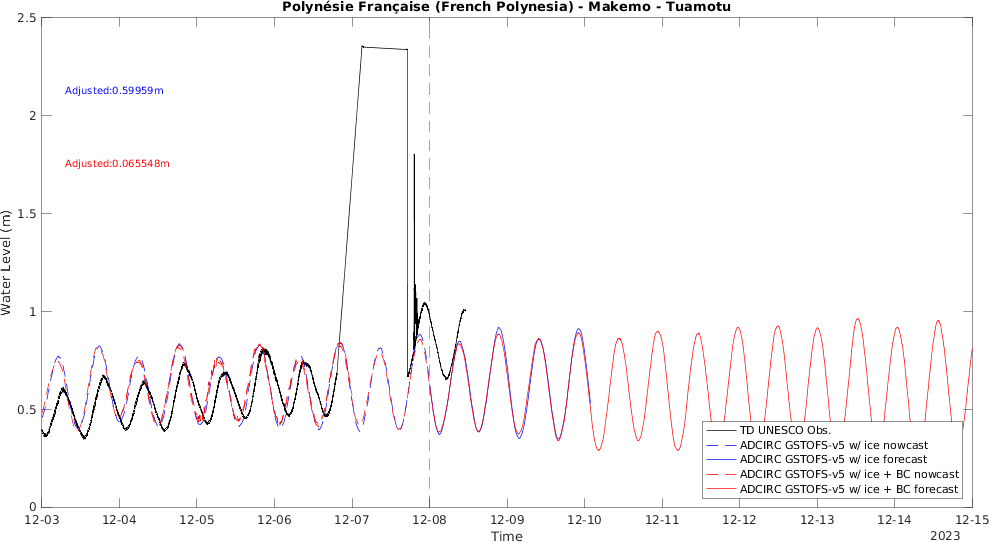 Polynésie Française (French Polynesia) - Makemo - Tuamotu
2.5
Adjusted:0.59959m
2
Adjusted:0.065548m
1.5
Water Level (m)
1
0.5
0
TD UNESCO Obs.
ADCIRC GSTOFS-v5 w/ ice nowcast
ADCIRC GSTOFS-v5 w/ ice forecast
ADCIRC GSTOFS-v5 w/ ice + BC nowcast
ADCIRC GSTOFS-v5 w/ ice + BC forecast
12-03 12-04 12-05 12-06 12-07 12-08 12-09 12-10 12-11 12-12 12-13 12-14 12-15
Time
2023